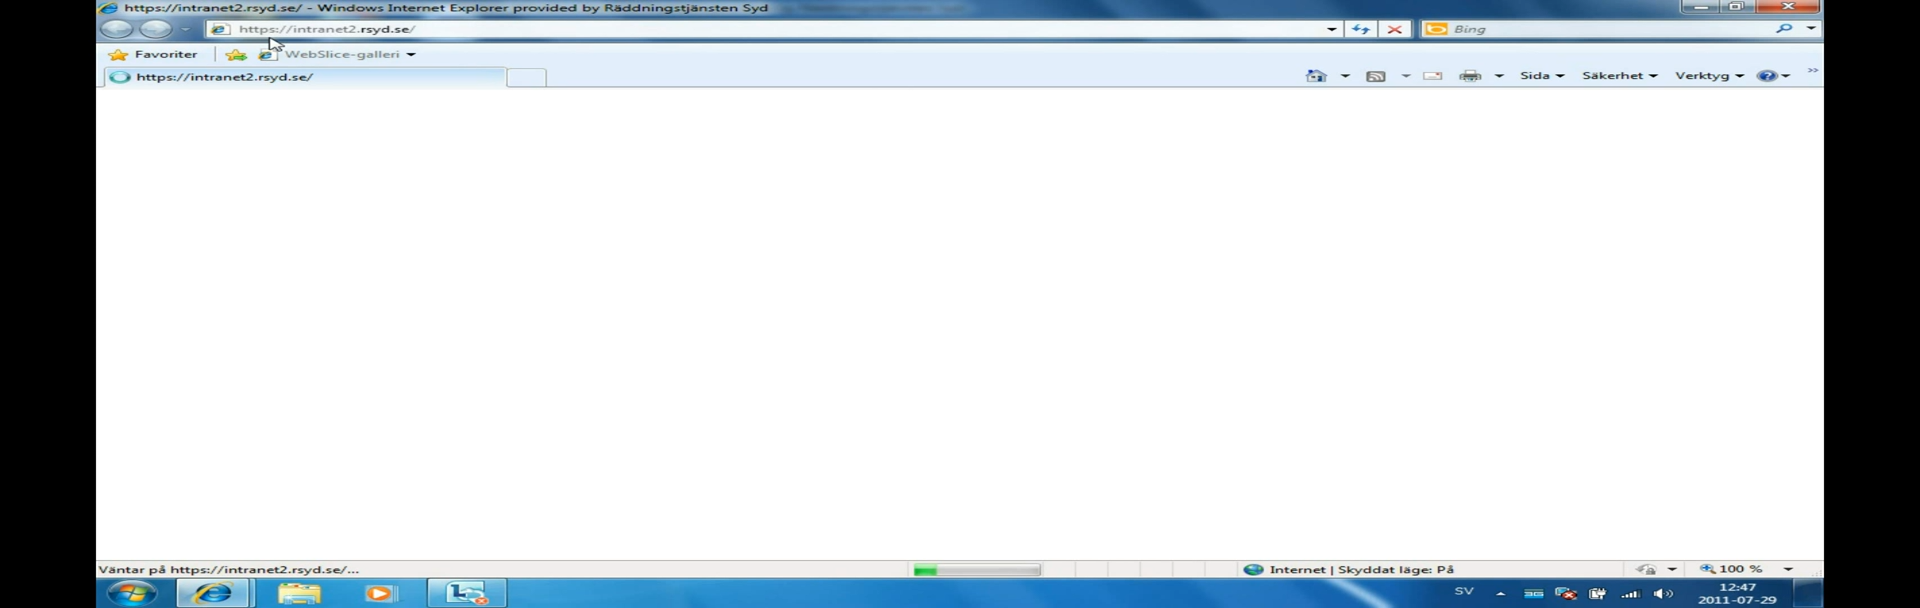 https://intranet2.rsyd.se/ - Windows Internet Explorer provided by Räddningstjänsten Syd
https://intranet2.rsyd.se/
Bing
Favoriter
WebSlice-galleri
https://intranet2.rsyd.se/
Sida
Säkerhet
Verktyg
Väntar på https://intranet2.rsyd.se/...
Internet | Skyddat läge: På
100 %
SV
3G
12:47
2011-07-29